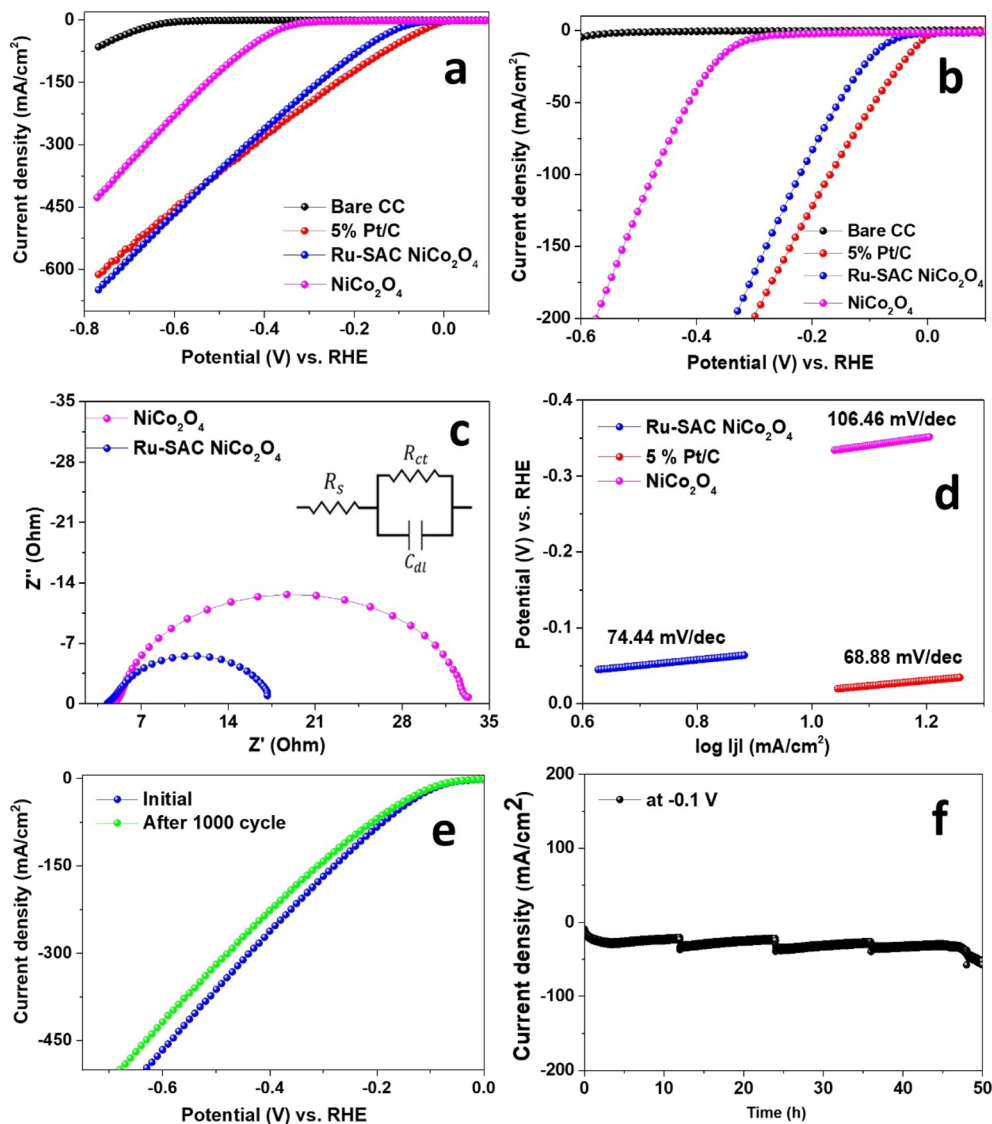 a
0
-150
-300
-450
-600
Current density (mA/cm²)
Bare CC
5% Pt/C
Ru-SAC NiCo₂O₄
NiCo₂O₄
-0.8 -0.6 -0.4 -0.2 0.0
Potential (V) vs. RHE
b
0
-50
-100
-150
-200
Current density (mA/cm²)
Bare CC
5% Pt/C
Ru-SAC NiCo₂O₄
NiCo₂O₄
-0.6 -0.4 -0.2 0.0
Potential (V) vs. RHE
c
-35
-28
-21
-14
-7
0
Z'' (Ohm)
NiCo₂O₄
Ru-SAC NiCo₂O₄
Rₛ
R꜀ₜ
C_dl
7 14 21 28 35
Z' (Ohm)
d
-0.4
-0.3
-0.2
-0.1
0.0
Potential (V) vs. RHE
Ru-SAC NiCo₂O₄
5 % Pt/C
NiCo₂O₄
106.46 mV/dec
74.44 mV/dec
68.88 mV/dec
0.6 0.8 1.0 1.2
log IjI (mA/cm²)
e
0
-150
-300
-450
Current density (mA/cm²)
Initial
After 1000 cycle
-0.6 -0.4 -0.2 0.0
Potential (V) vs. RHE
f
200
100
0
-100
-200
Current density (mA/cm²)
at -0.1 V
0 10 20 30 40 50
Time (h)